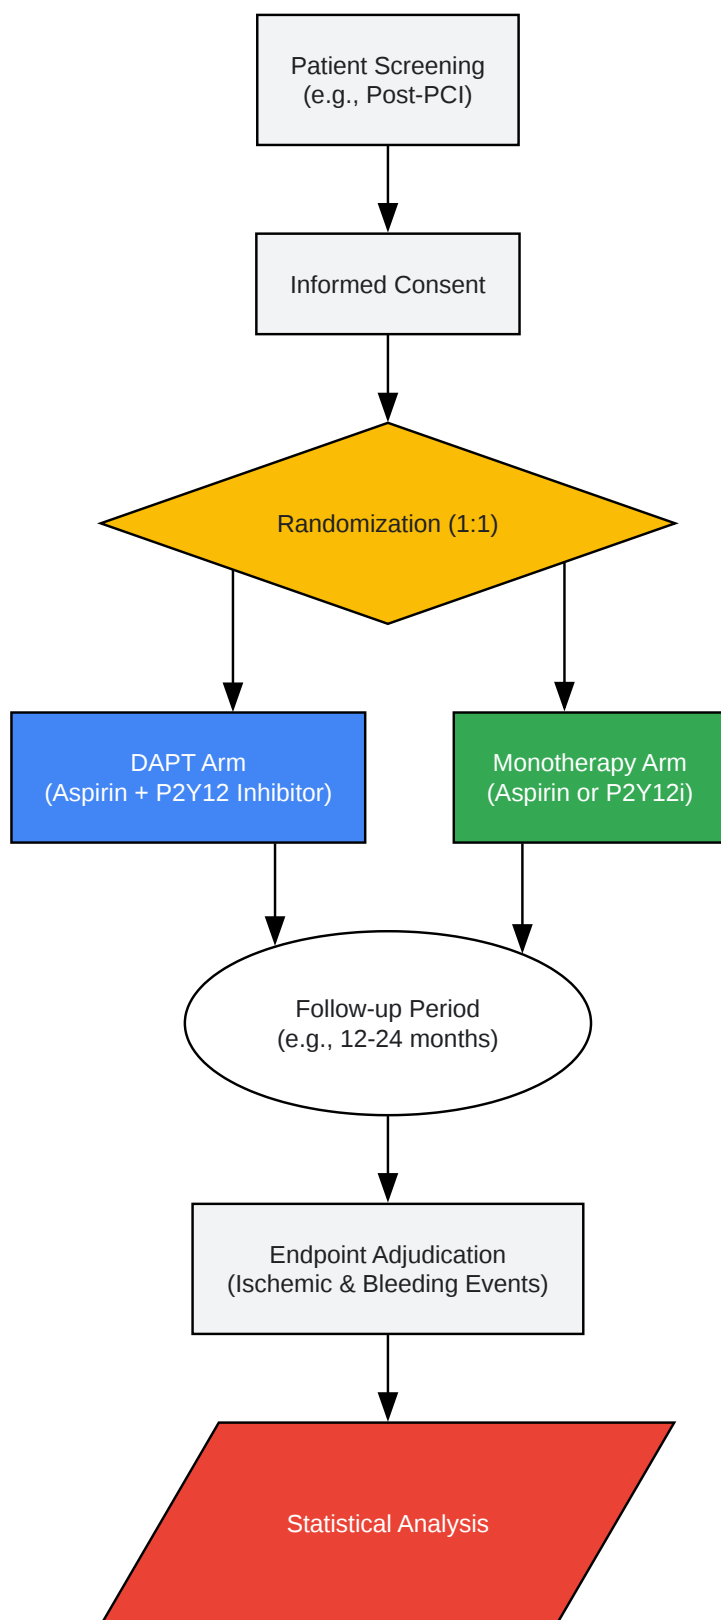 Patient Screening
(e.g., Post-PCI)
Informed Consent
Randomization (1:1)
DAPT Arm
(Aspirin + P2Y12 Inhibitor)
Monotherapy Arm
(Aspirin or P2Y12i)
Follow-up Period
(e.g., 12-24 months)
Endpoint Adjudication
(Ischemic & Bleeding Events)
Statistical Analysis